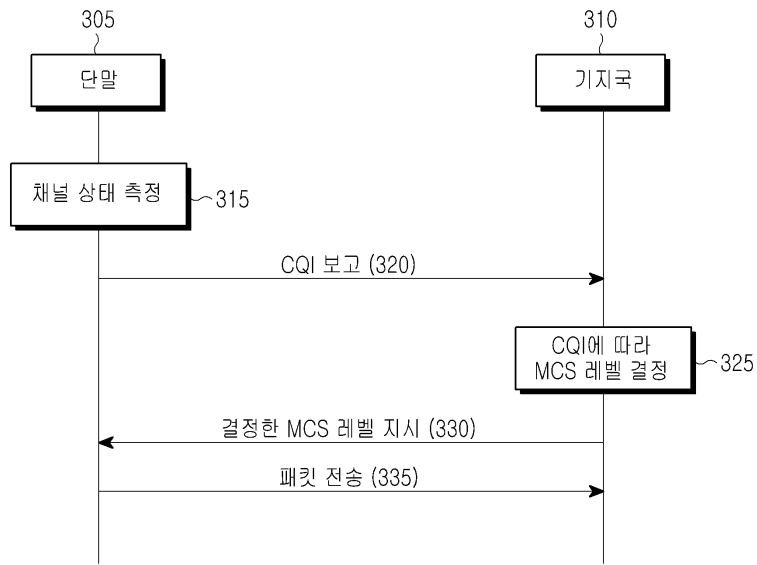 305
310
단말
기지국
채널 상태 측정
315
CQI 보고 (320)
CQI에 따라
MCS 레벨 결정
325
결정한 MCS 레벨 지시 (330)
패킷 전송 (335)